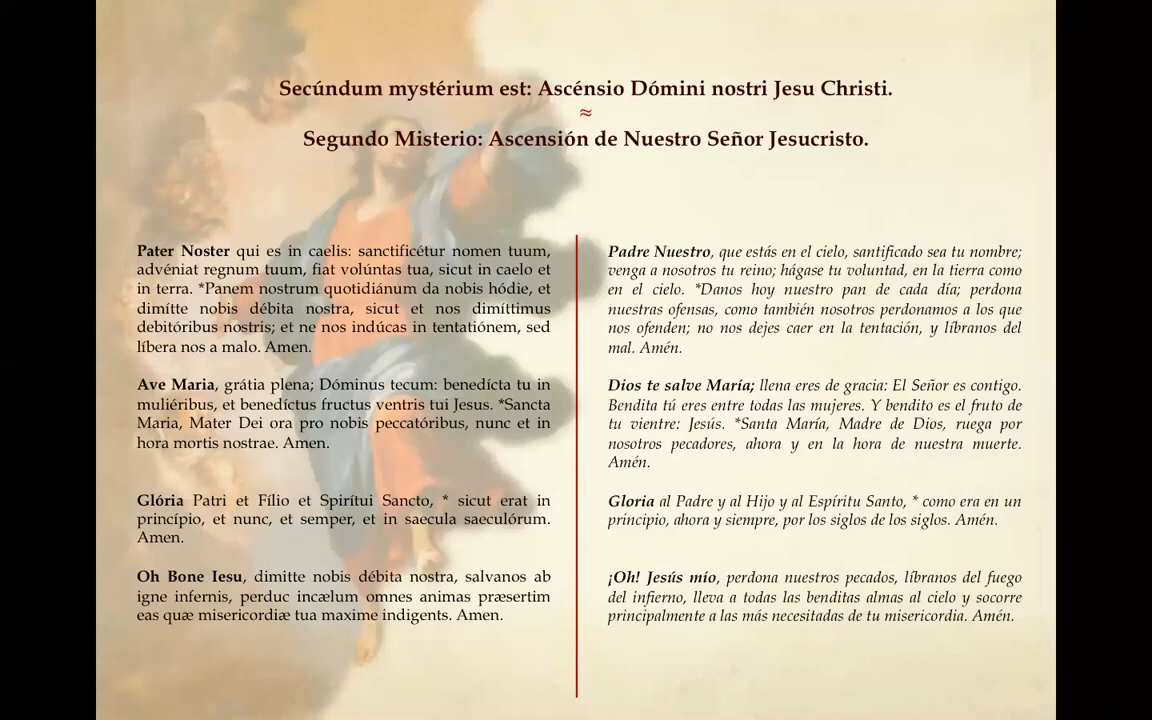 Secúndum mystérium est: Ascénsio Dómini nostri Jesu Christi.
≈
Segundo Misterio: Ascensión de Nuestro Señor Jesucristo.
Pater Noster qui es in caelis: sanctificétur nomen tuum,
advéniat regnum tuum, fiat volúntas tua, sicut in caelo et
in terra. *Panem nostrum quotidiánum da nobis hódie, et
dimítte nobis débita nostra, sicut et nos dimíttimus
debitóribus nostris; et ne nos indúcas in tentatiónem, sed
líbera nos a malo. Amen.
Ave Maria, grátia plena; Dóminus tecum: benedícta tu in
muliéribus, et benedíctus fructus ventris tui Jesus. *Sancta
Maria, Mater Dei ora pro nobis peccatóribus, nunc et in
hora mortis nostrae. Amen.
Glória Patri et Fílio et Spirítui Sancto, * sicut erat in
princípio, et nunc, et semper, et in saecula saeculórum.
Amen.
Oh Bone Iesu, dimitte nobis débita nostra, salvanos ab
igne infernis, perduc incælum omnes animas præsertim
eas quæ misericordiæ tua maxime indigents. Amen.
Padre Nuestro, que estás en el cielo, santificado sea tu nombre;
venga a nosotros tu reino; hágase tu voluntad, en la tierra como
en el cielo. *Danos hoy nuestro pan de cada día; perdona
nuestras ofensas, como también nosotros perdonamos a los que
nos ofenden; no nos dejes caer en la tentación, y líbranos del
mal. Amén.
Dios te salve María; llena eres de gracia: El Señor es contigo.
Bendita tú eres entre todas las mujeres. Y bendito es el fruto de
tu vientre: Jesús. *Santa María, Madre de Dios, ruega por
nosotros pecadores, ahora y en la hora de nuestra muerte.
Amén.
Gloria al Padre y al Hijo y al Espíritu Santo, * como era en un
principio, ahora y siempre, por los siglos de los siglos. Amén.
¡Oh! Jesús mío, perdona nuestros pecados, líbranos del fuego
del infierno, lleva a todas las benditas almas al cielo y socorre
principalmente a las más necesitadas de tu misericordia. Amén.